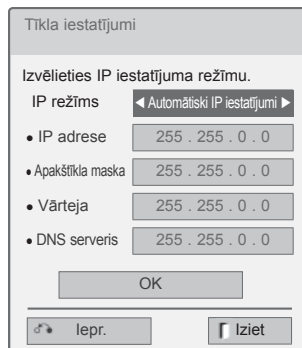 Tīkla iestatījumi
Izvēlieties IP iestatījuma režīmu.
IP režīms ◀ Automātiski IP iestatījumi ▶
• IP adrese 255 . 255 . 0 . 0
• Apakštīkla maska 255 . 255 . 0 . 0
• Vārteja 255 . 255 . 0 . 0
• DNS serveris 255 . 255 . 0 . 0
OK
Iepr. Iziet